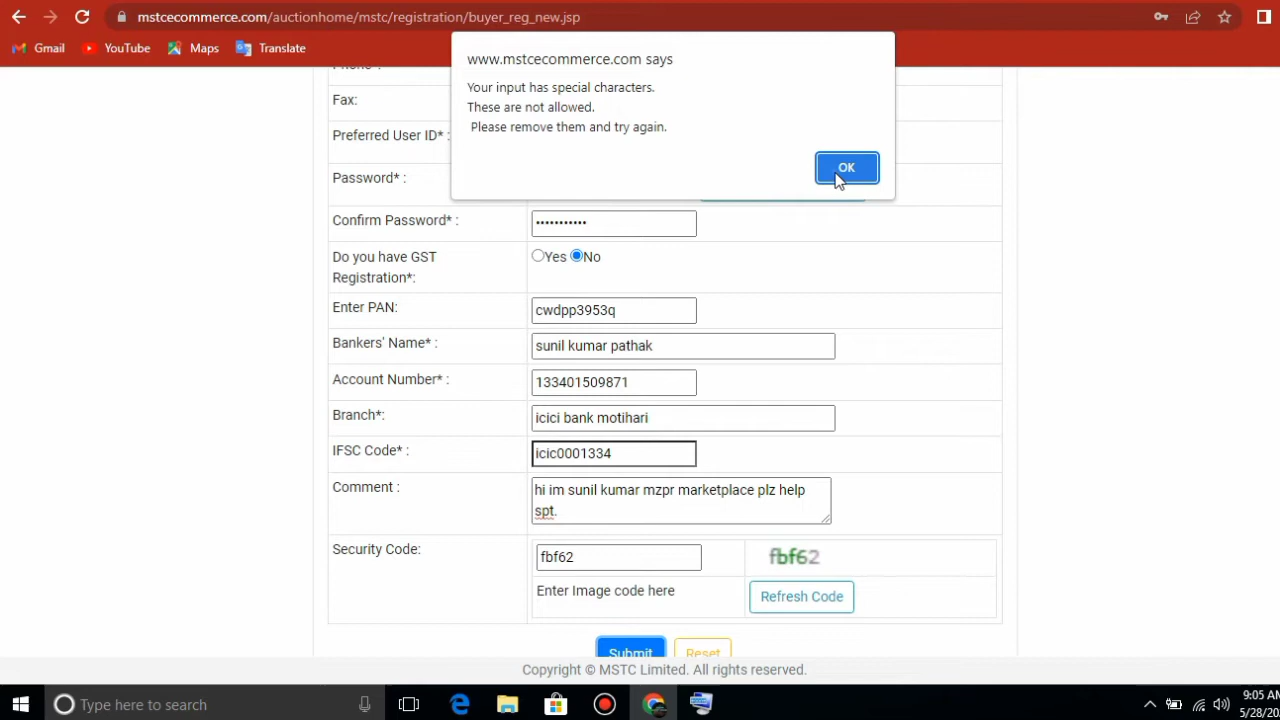 mstcecommerce.com/auctionhome/mstc/registration/buyer_reg_new.jsp
Gmail YouTube Maps Translate
www.mstcecommerce.com says
Your input has special characters.
These are not allowed.
Please remove them and try again.
OK
Fax:
Preferred User ID* :
Password* :
Confirm Password* : •••••••••••
Do you have GST Yes No
Registration*:
Enter PAN: cwdpp3953q
Bankers' Name* : sunil kumar pathak
Account Number* : 133401509871
Branch*: icici bank motihari
IFSC Code* : icic0001334
Comment : hi im sunil kumar mzpr marketplace plz help
spt.
Security Code: fbf62 fbf62
Enter Image code here Refresh Code
Submit Reset
Copyright © MSTC Limited. All rights reserved.
Type here to search
9:05 AM
5/28/20